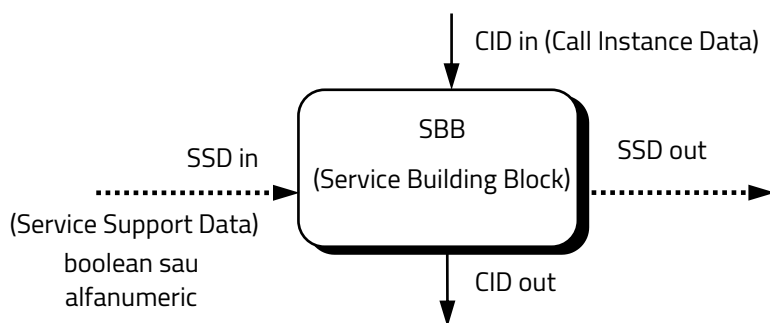 CID in (Call Instance Data)
SBB
SSD in
SSD out
(Service Building Block)
(Service Support Data)
boolean sau
alfanumeric
CID out